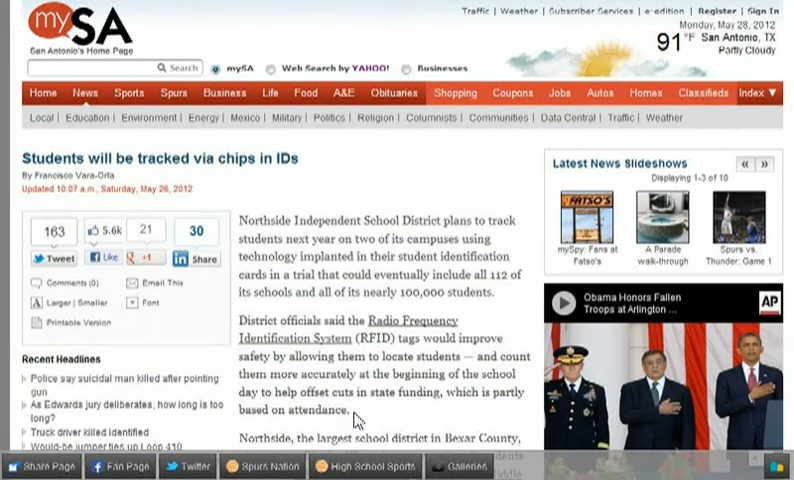 Traffic | Weather | Subscriber Services | e-edition | Register | Sign In
my SA
San Antonio's Home Page
Monday, May 28, 2012
91 °F San Antonio, TX
Partly Cloudy
Search mySA Web Search by YAHOO! Businesses
Home News Sports Spurs Business Life Food A&E Obituaries Shopping Coupons Jobs Autos Homes Classifieds Index ▼
Local | Education | Environment | Energy | Mexico | Military | Politics | Religion | Columnists | Communities | Data Central | Traffic | Weather
Students will be tracked via chips in IDs
By Francisco Vara-Orta
Updated 10:07 a.m., Saturday, May 26, 2012
163 5.6k 21 30
Tweet Like +1 Share
Comments (0) Email This
Larger | Smaller Font
Printable Version
Northside Independent School District plans to track
students next year on two of its campuses using
technology implanted in their student identification
cards in a trial that could eventually include all 112 of
its schools and all of its nearly 100,000 students.
District officials said the Radio Frequency
Identification System (RFID) tags would improve
safety by allowing them to locate students — and count
them more accurately at the beginning of the school
day to help offset cuts in state funding, which is partly
based on attendance.
Northside, the largest school district in Bexar County,
Recent Headlines
Police say suicidal man killed after pointing
gun
As Edwards jury deliberates, how long is too
long?
Truck driver killed identified
Would-be jumper ties up Loop 410
Latest News Slideshows « »
Displaying 1-3 of 10
FATSO'S
mySpy: Fans at
Fatso's
A Parade
walk-through
Spurs vs.
Thunder: Game 1
Obama Honors Fallen
Troops at Arlington ...
AP
Share Page Fan Page Twitter Spurs Nation High School Sports Galleries